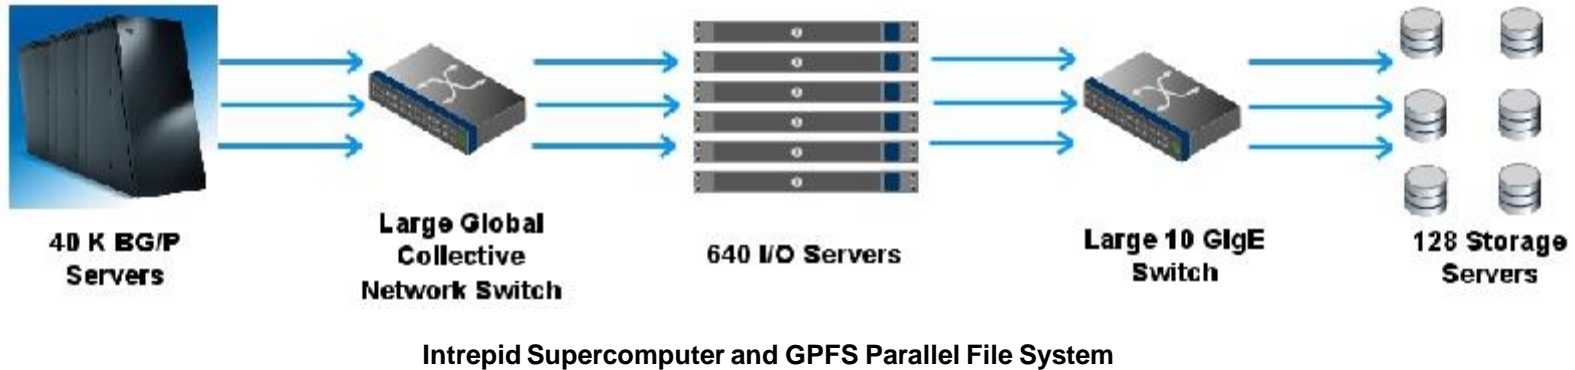 40 K BG/P
Servers
Large Global
Collective
Network Switch
640 I/O Servers
Large 10 GIgE
Switch
128 Storage
Servers
Intrepid Supercomputer and GPFS Parallel File System